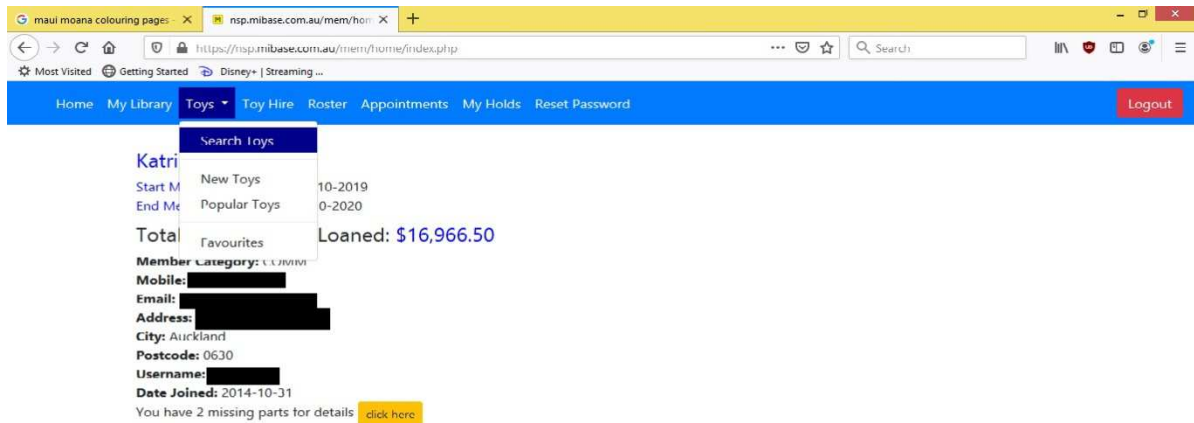 maui moana colouring pages -
nsp.mibase.com.au/mem/hom
https://nsp.mibase.com.au/mem/home/index.php
Search
Most Visited Getting Started Disney+ | Streaming ...
Home My Library Toys Toy Hire Roster Appointments My Holds Reset Password Logout
Search Toys
New Toys
Popular Toys
Favourites
Katri
Start M 10-2019
End Me 0-2020
Total Loaned: $16,966.50
Member Category: COMM
Mobile:
Email:
Address:
City: Auckland
Postcode: 0630
Username:
Date Joined: 2014-10-31
You have 2 missing parts for details click here